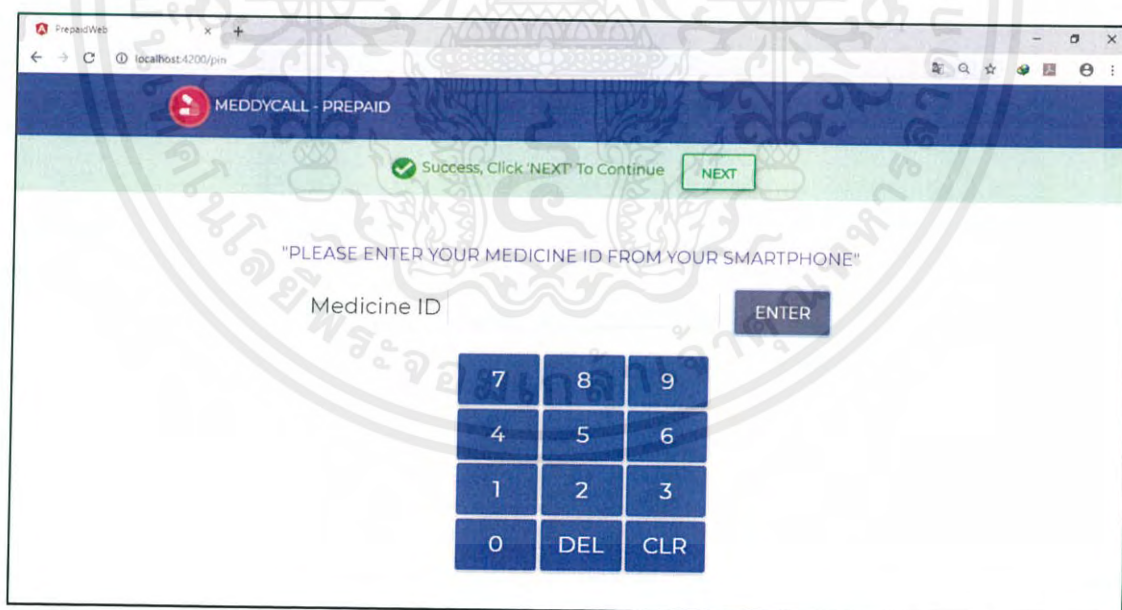 PrepaidWeb
localhost:4200/pin
MEDDYCALL - PREPAID
Success, Click 'NEXT' To Continue NEXT
"PLEASE ENTER YOUR MEDICINE ID FROM YOUR SMARTPHONE"
Medicine ID ENTER
7 8 9
4 5 6
1 2 3
0 DEL CLR